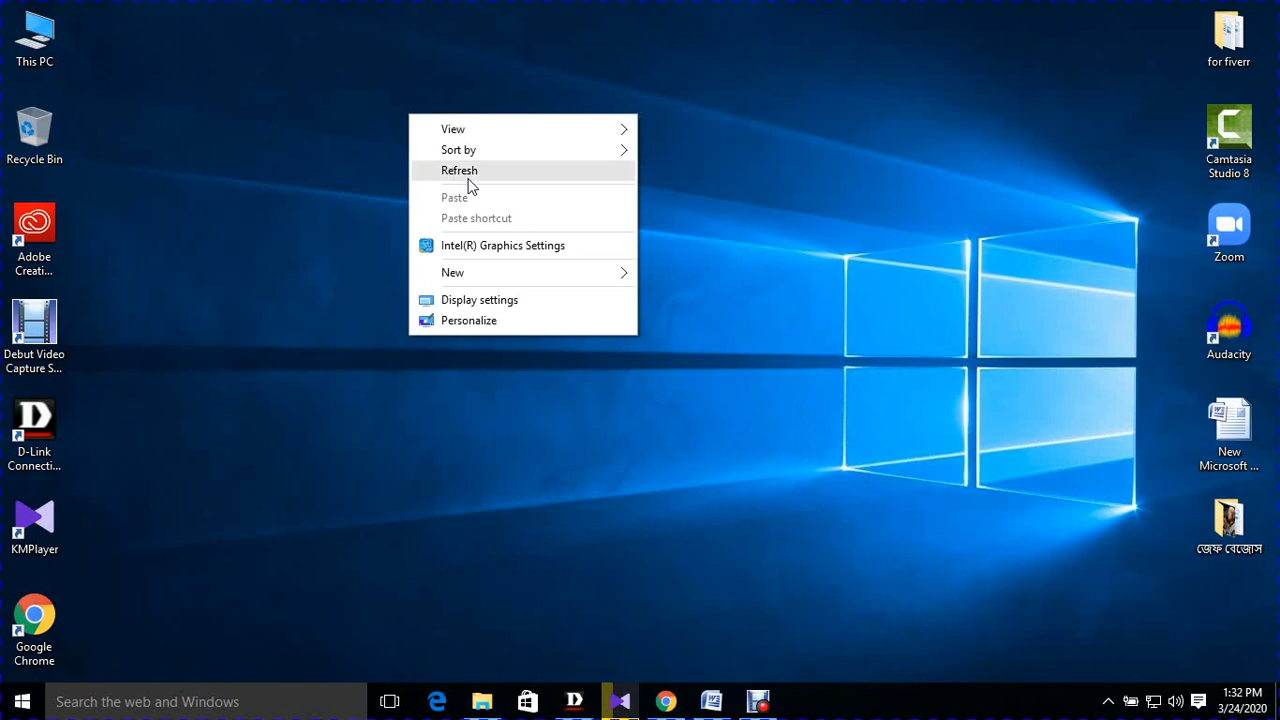 This PC
Recycle Bin
Adobe
Creati...
Debut Video
Capture S...
D-Link
Connecti...
KMPlayer
Google
Chrome
View
Sort by
Refresh
Paste
Paste shortcut
Intel(R) Graphics Settings
New
Display settings
Personalize
for fiverr
Camtasia
Studio 8
Zoom
Audacity
New
Microsoft ...
জেফ বেজোস
Search the web and Windows
1:32 PM
3/24/2020